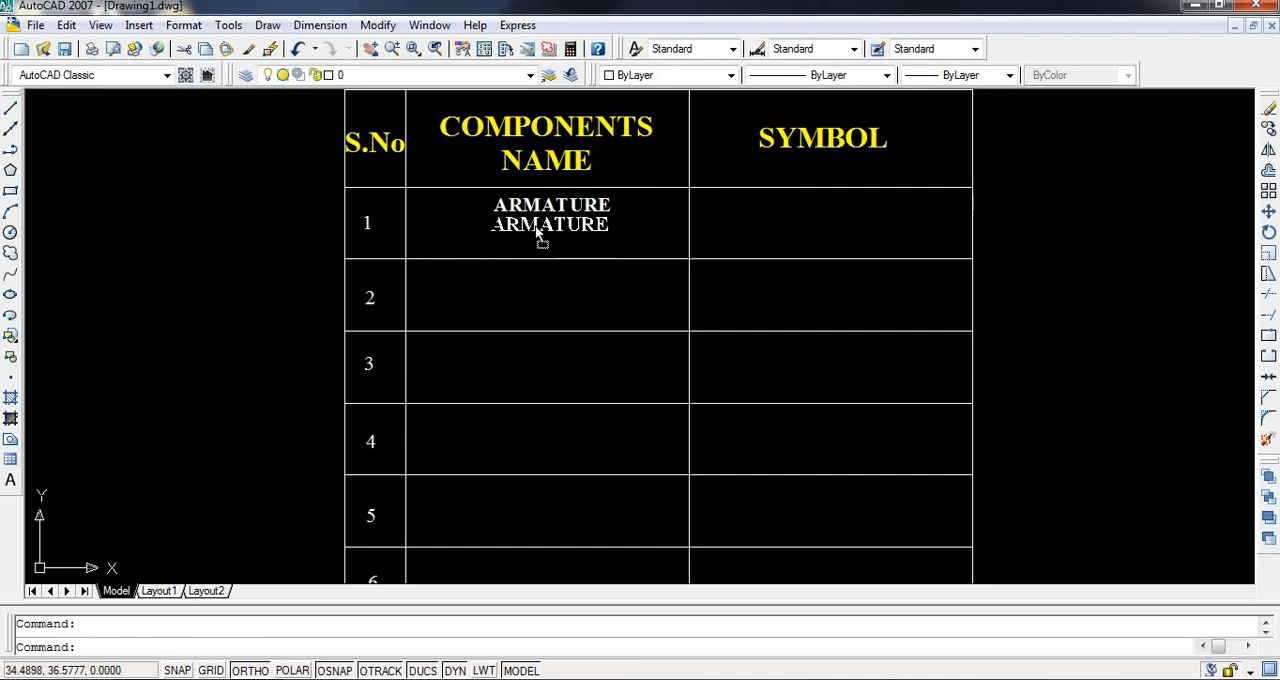 AutoCAD 2007 - [Drawing1.dwg]
File Edit View Insert Format Tools Draw Dimension Modify Window Help Express
Standard Standard Standard
AutoCAD Classic 0 ByLayer ByLayer ByLayer ByColor
S.No COMPONENTS NAME SYMBOL
1 ARMATURE
ARMATURE
2
3
4
5
6
Y
X
A
Model Layout1 Layout2
Command:
Command:
34.4898, 36.5777, 0.0000 SNAP GRID ORTHO POLAR OSNAP OTRACK DUCS DYN LWT MODEL